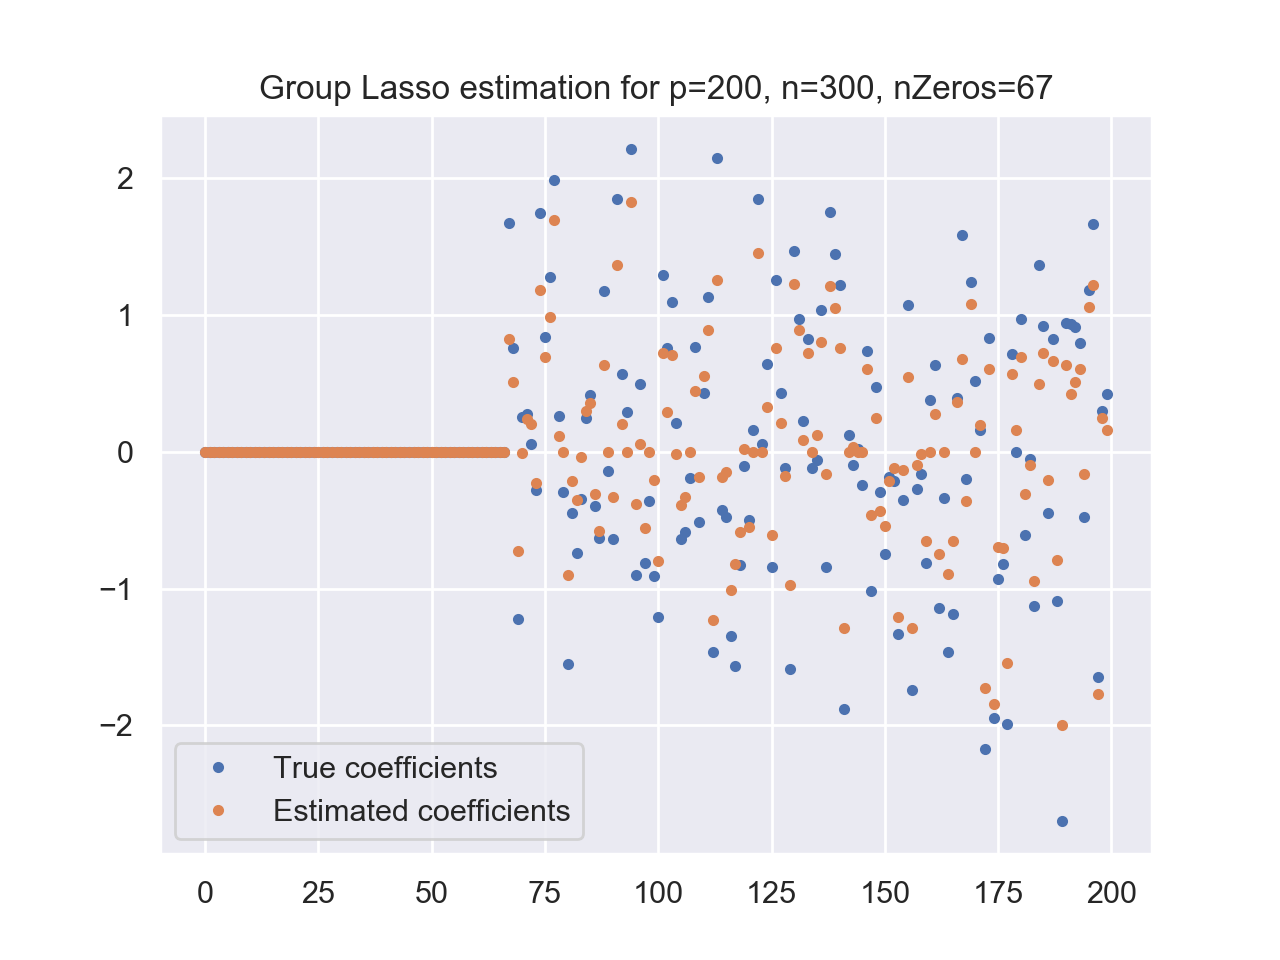 Group Lasso estimation for p=200, n=300, nZeros=67
2
1
0
−1
−2
True coefficients
Estimated coefficients
0 25 50 75 100 125 150 175 200